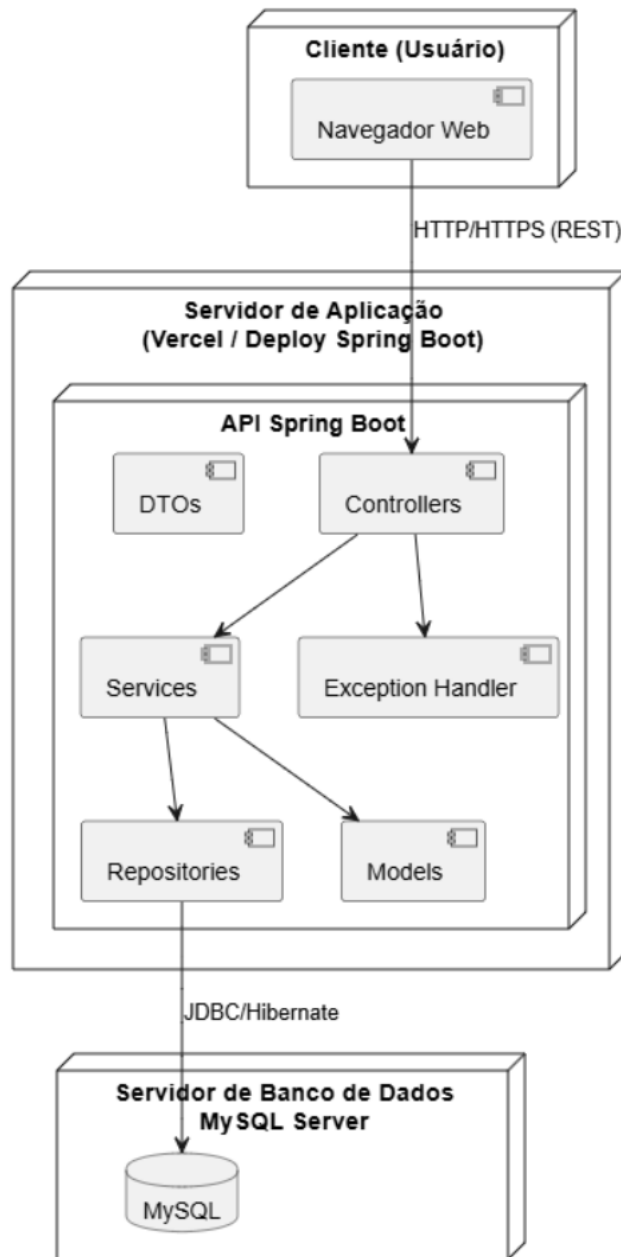 Cliente (Usuário)
Navegador Web
HTTP/HTTPS (REST)
Servidor de Aplicação
(Vercel / Deploy Spring Boot)
API Spring Boot
DTOs
Controllers
Services
Exception Handler
Repositories
Models
JDBC/Hibernate
Servidor de Banco de Dados
MySQL Server
MySQL